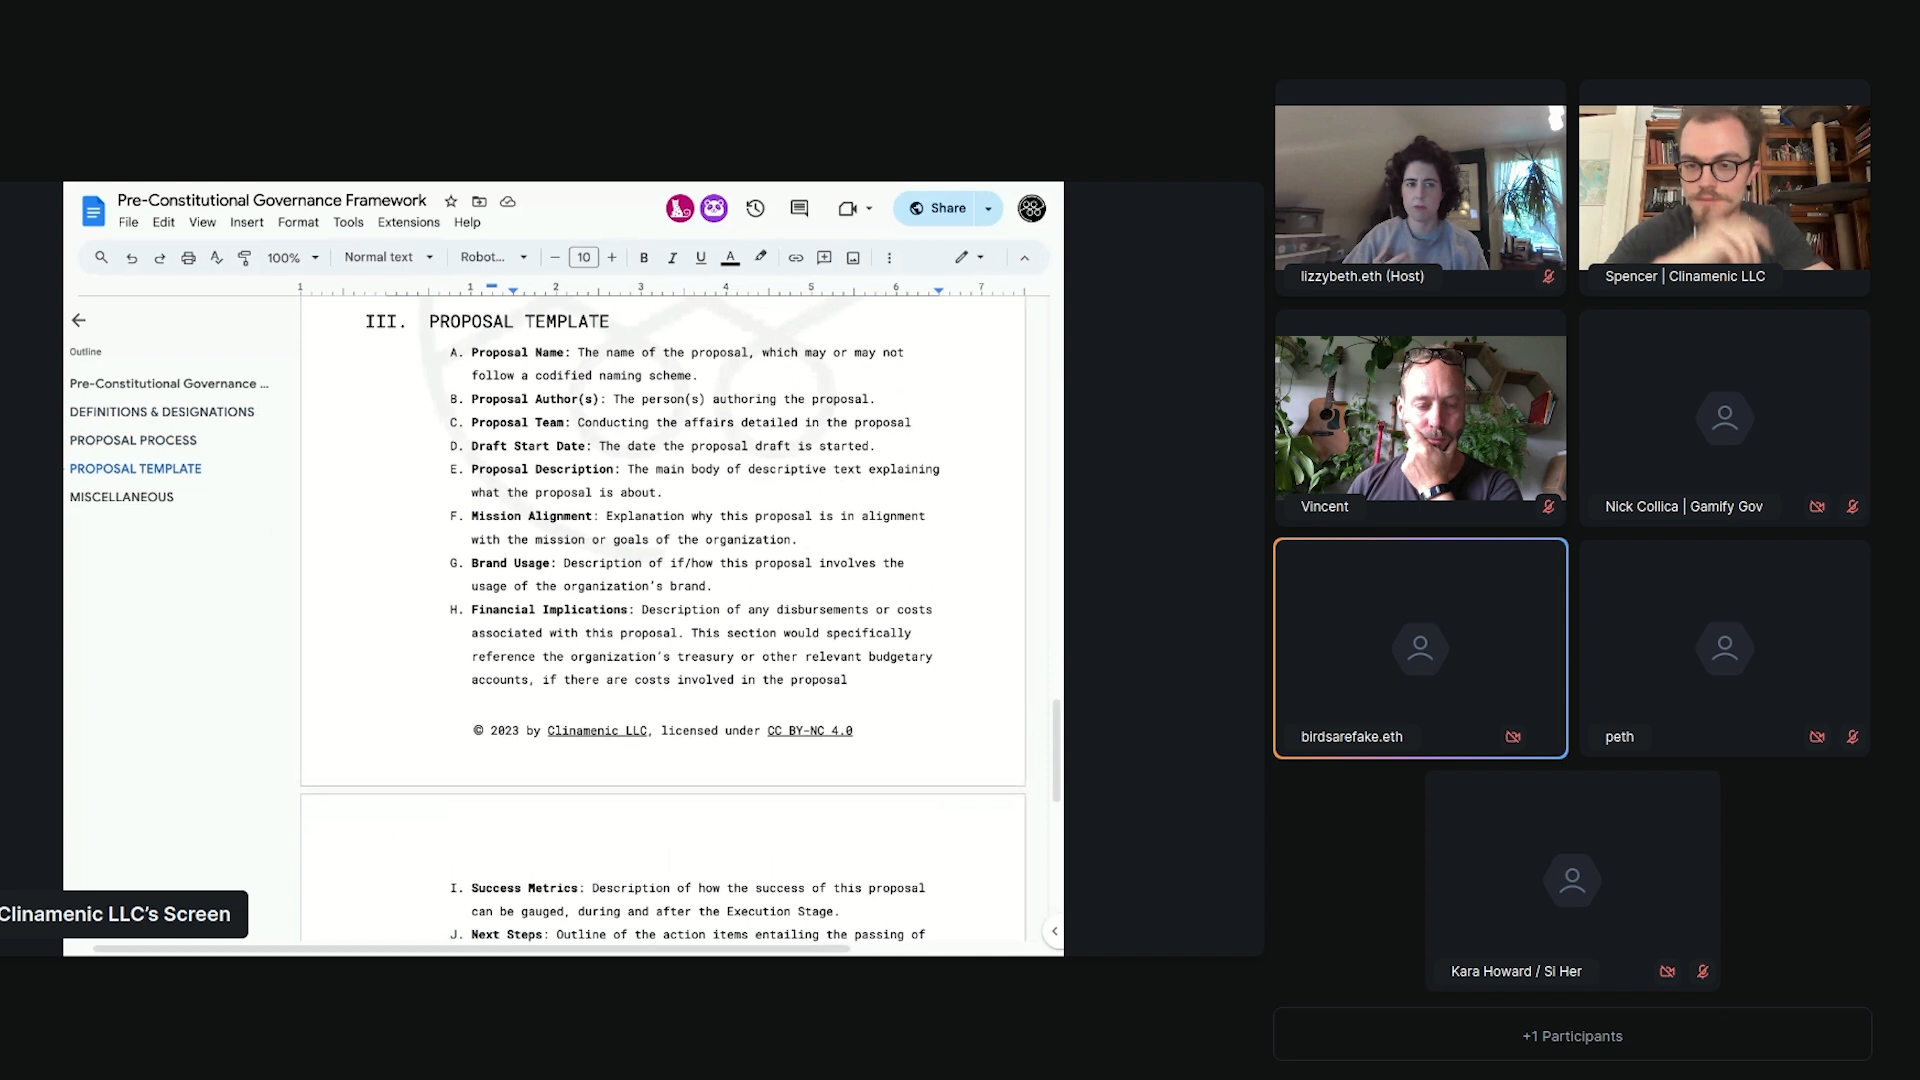 Pre-Constitutional Governance Framework
File Edit View Insert Format Tools Extensions Help
Share
100% Normal text Robot... − 10 + B I U A
1 1 2 3 4 5 6 7
Outline
Pre-Constitutional Governance ...
DEFINITIONS & DESIGNATIONS
PROPOSAL PROCESS
PROPOSAL TEMPLATE
MISCELLANEOUS
III. PROPOSAL TEMPLATE
A. Proposal Name: The name of the proposal, which may or may not
follow a codified naming scheme.
B. Proposal Author(s): The person(s) authoring the proposal.
C. Proposal Team: Conducting the affairs detailed in the proposal
D. Draft Start Date: The date the proposal draft is started.
E. Proposal Description: The main body of descriptive text explaining
what the proposal is about.
F. Mission Alignment: Explanation why this proposal is in alignment
with the mission or goals of the organization.
G. Brand Usage: Description of if/how this proposal involves the
usage of the organization's brand.
H. Financial Implications: Description of any disbursements or costs
associated with this proposal. This section would specifically
reference the organization's treasury or other relevant budgetary
accounts, if there are costs involved in the proposal
© 2023 by Clinamenic LLC, licensed under CC BY-NC 4.0
I. Success Metrics: Description of how the success of this proposal
can be gauged, during and after the Execution Stage.
J. Next Steps: Outline of the action items entailing the passing of
Clinamenic LLC's Screen
lizzybeth.eth (Host)
Spencer | Clinamenic LLC
Vincent
Nick Collica | Gamify Gov
birdsarefake.eth
peth
Kara Howard / Si Her
+1 Participants